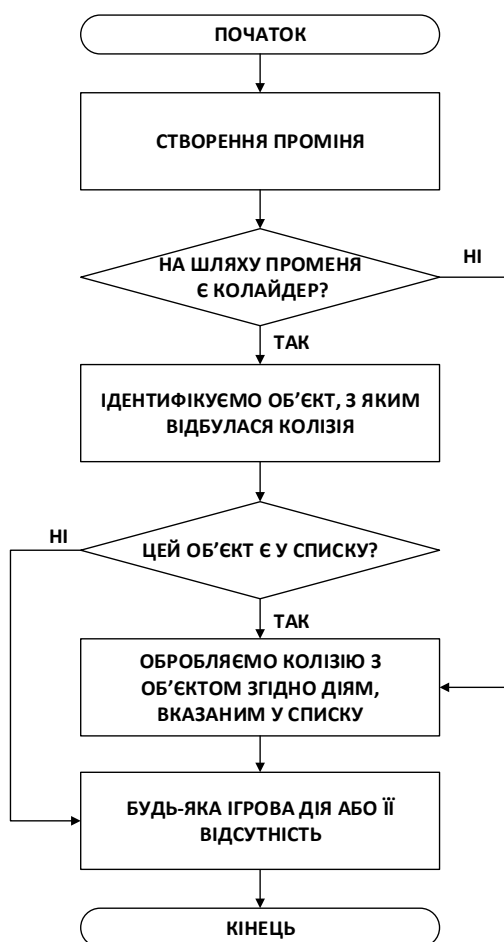 ПОЧАТОК
СТВОРЕННЯ ПРОМІНЯ
НА ШЛЯХУ ПРОМЕНЯ
Є КОЛАЙДЕР?
НІ
ТАК
ІДЕНТИФІКУЄМО ОБ’ЄКТ, З ЯКИМ
ВІДБУЛАСЯ КОЛІЗІЯ
НІ
ЦЕЙ ОБ’ЄКТ Є У СПИСКУ?
ТАК
ОБРОБЛЯЄМО КОЛІЗІЮ З
ОБ’ЄКТОМ ЗГІДНО ДІЯМ,
ВКАЗАНИМ У СПИСКУ
БУДЬ-ЯКА ІГРОВА ДІЯ АБО ЇЇ
ВІДСУТНІСТЬ
КІНЕЦЬ